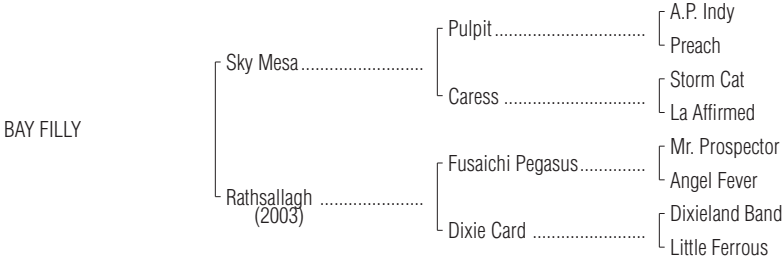 A.P. Indy
Pulpit..............................
Preach
Sky Mesa........................
Storm Cat
Caress ............................
La Affirmed
BAY FILLY
Mr. Prospector
Fusaichi Pegasus.............
Angel Fever
Rathsallagh ....................
(2003)
Dixieland Band
Dixie Card ......................
Little Ferrous